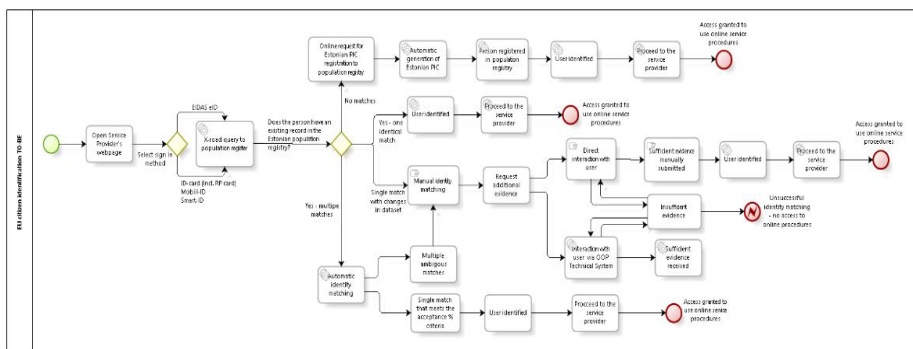 EU citizen identification TO-BE
Open Service
Provider's
webpage
Select sign in
method
EIDAS eID
X-road query to
population register
ID-card (incl. RP card)
Mobiil-ID
Smart ID
Does the person have an
existing record in the
Estonian population
registry?
No matches
Online request for
Estonian PIC
registration to
population registry
Automatic
generation of
Estonian PIC
Person registered
in population
registry
User identified
Proceed to the
service
provider
Access granted to
use online service
procedures
Yes - one
identical
match
User identified
Proceed to the
service
provider
Access granted to
use online service
procedures
Single match
with changes
in dataset
Manual identity
matching
Request
additional
evidence
Direct
interaction with
user
Sufficient evidence
manually
submitted
User identified
Proceed to the
service
provider
Access granted to
use online service
procedures
Insufficient
evidence
Unsuccessful
identity matching
- no access to
online procedures
Interaction with
user via OOP
Technical System
Sufficient
evidence
received
Yes - multiple
matches
Automatic
identity
matching
Multiple
ambigous
matches
Single match
that meets the
acceptance %
criteria
User identified
Procceed to the
service
provider
Access granted to
use online service
procedures